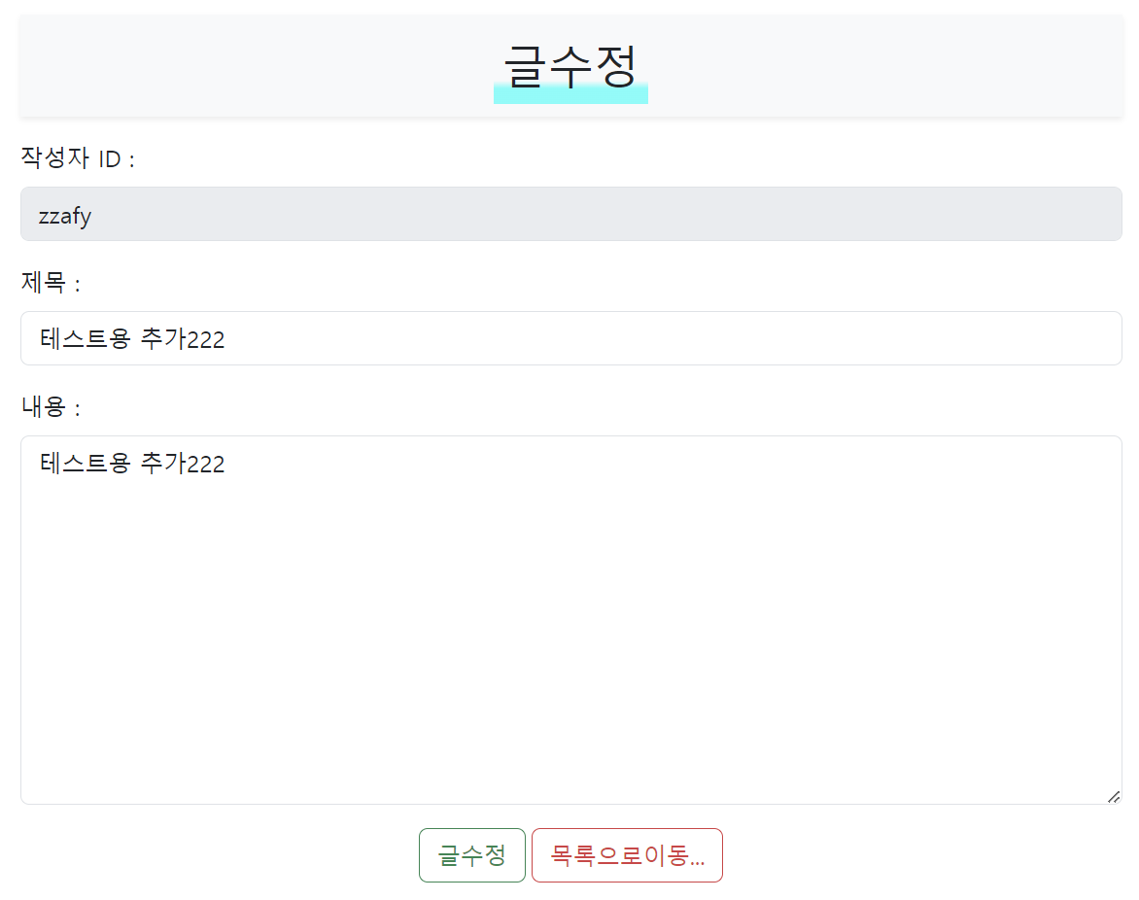 글수정
작성자 ID :
zzafy
제목 :
테스트용 추가222
내용 :
테스트용 추가222
글수정 목록으로이동...